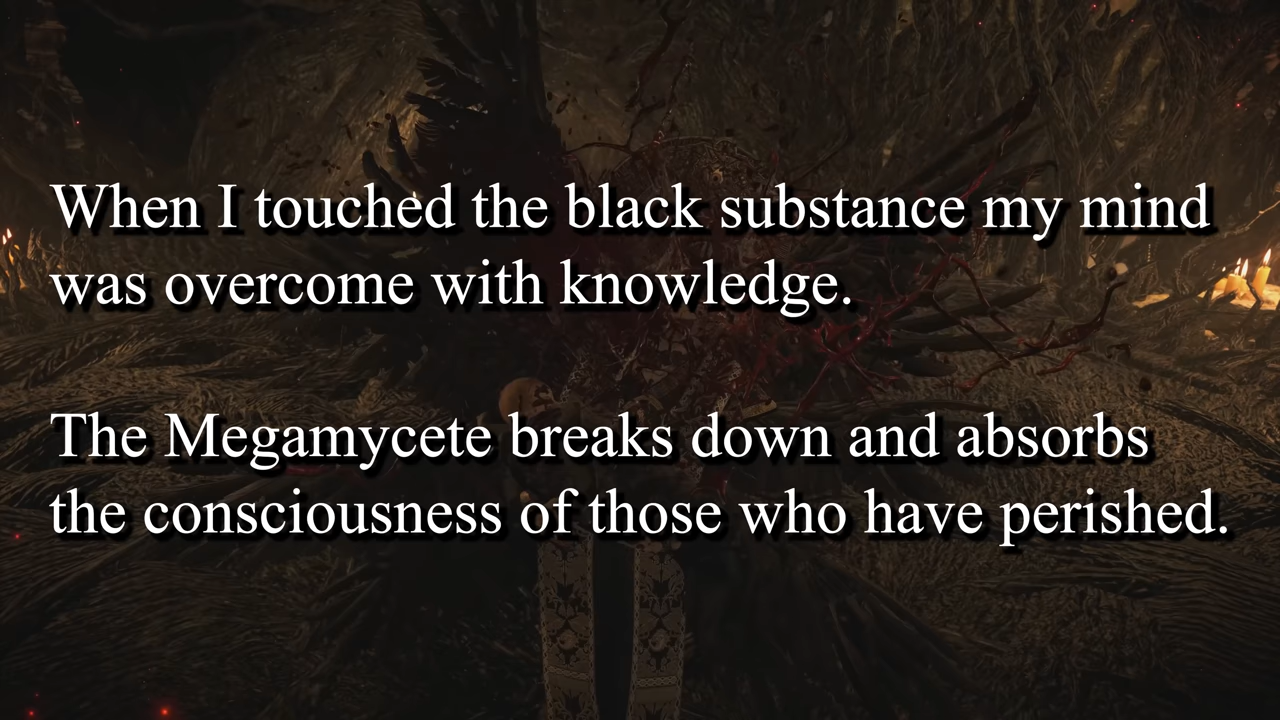 When I touched the black substance my mind
was overcome with knowledge.
The Megamycete breaks down and absorbs
the consciousness of those who have perished.